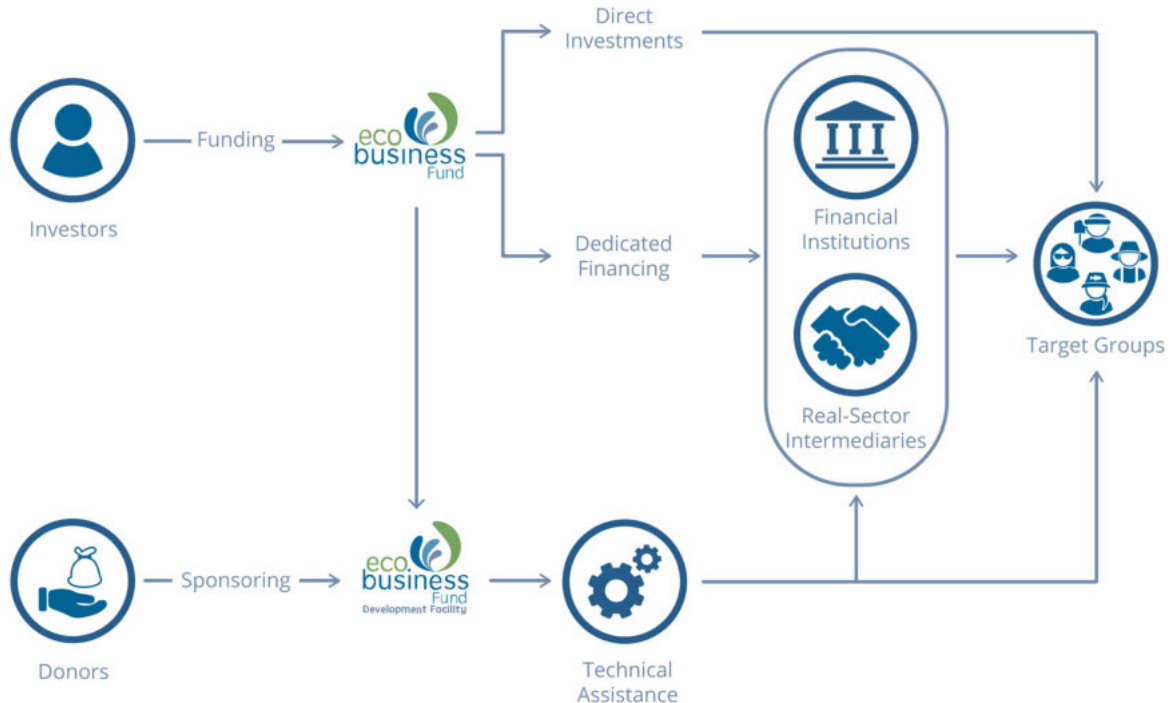 Direct
Investments
Funding
eco.
business
Fund
Investors
Dedicated
Financing
Financial
Institutions
Real-Sector
Intermediaries
Target Groups
Sponsoring
eco.
business
Fund
Development Facility
Donors
Technical
Assistance